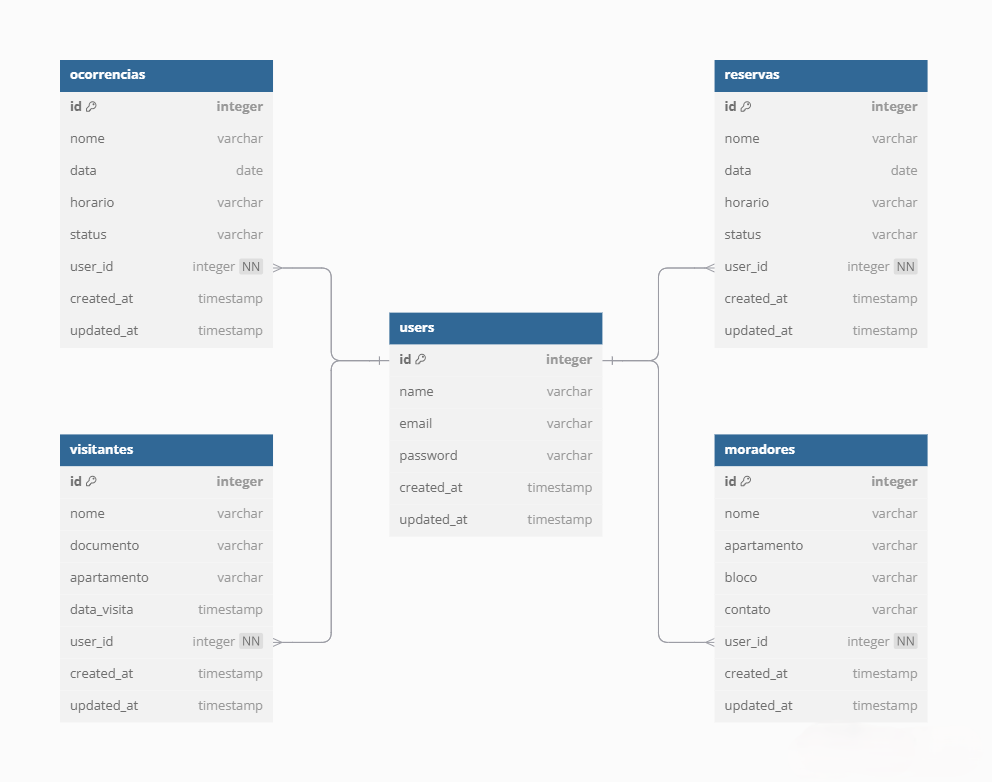 ocorrencias
id integer
nome varchar
data date
horario varchar
status varchar
user_id integer NN
created_at timestamp
updated_at timestamp
reservas
id integer
nome varchar
data date
horario varchar
status varchar
user_id integer NN
created_at timestamp
updated_at timestamp
users
id integer
name varchar
email varchar
password varchar
created_at timestamp
updated_at timestamp
visitantes
id integer
nome varchar
documento varchar
apartamento varchar
data_visita timestamp
user_id integer NN
created_at timestamp
updated_at timestamp
moradores
id integer
nome varchar
apartamento varchar
bloco varchar
contato varchar
user_id integer NN
created_at timestamp
updated_at timestamp